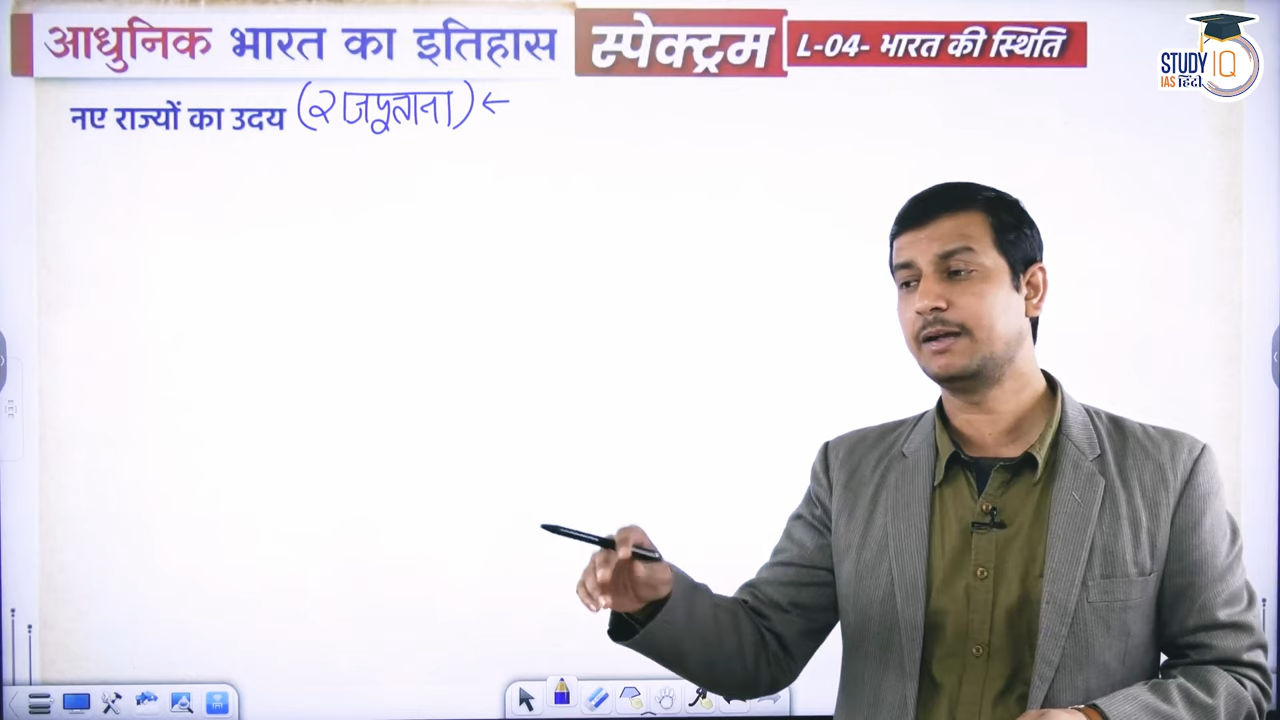 आधुनिक भारत का इतिहास स्पेक्ट्रम L-04- भारत की स्थिति
STUDY IQ
IAS हिंदी
नए राज्यों का उदय (राजपूताना) ←